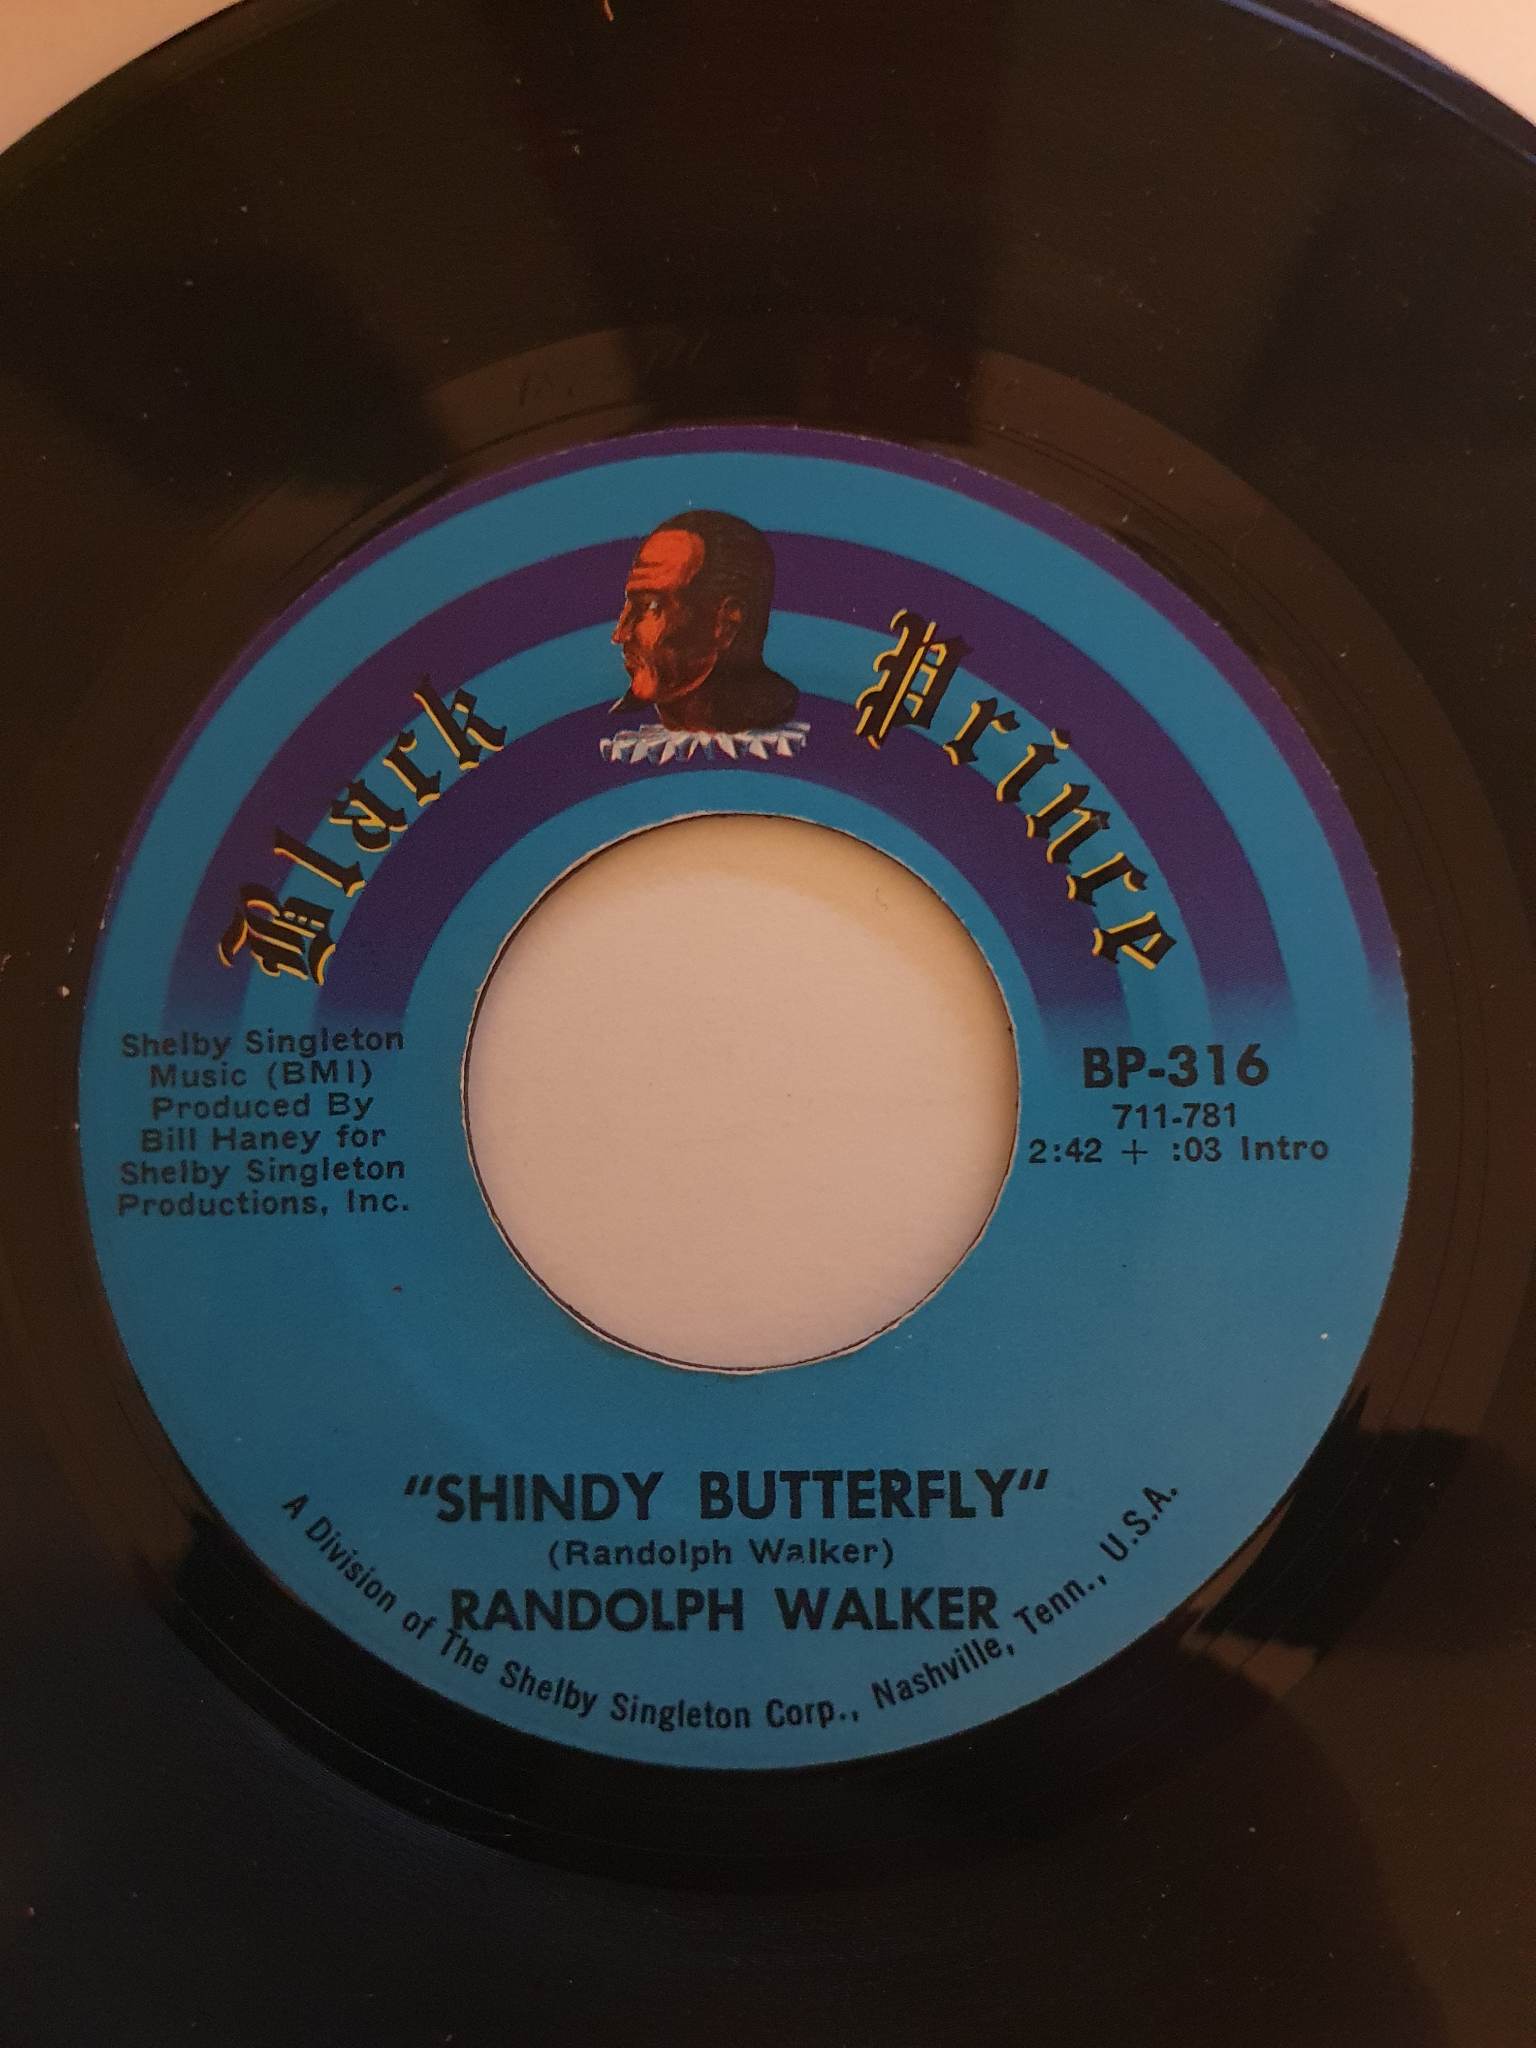 Black Prince
Shelby Singleton
Music (BMI)
Produced By
Bill Haney for
Shelby Singleton
Productions, Inc.
BP-316
711-781
2:42 + :03 Intro
"SHINDY BUTTERFLY"
(Randolph Walker)
RANDOLPH WALKER
A Division of The Shelby Singleton Corp., Nashville, Tenn., U.S.A.